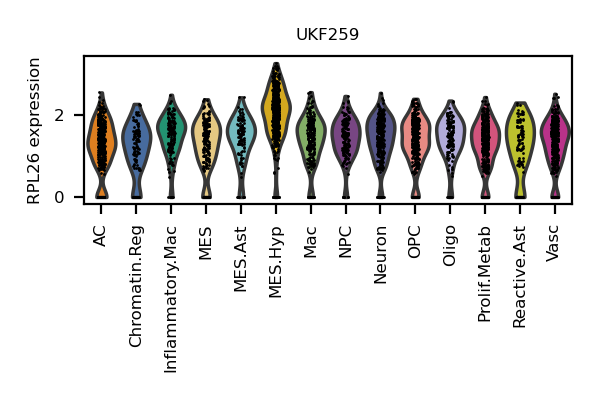 UKF259
RPL26 expression
2
0
AC
Chromatin.Reg
Inflammatory.Mac
MES
MES.Ast
MES.Hyp
Mac
NPC
Neuron
OPC
Oligo
Prolif.Metab
Reactive.Ast
Vasc